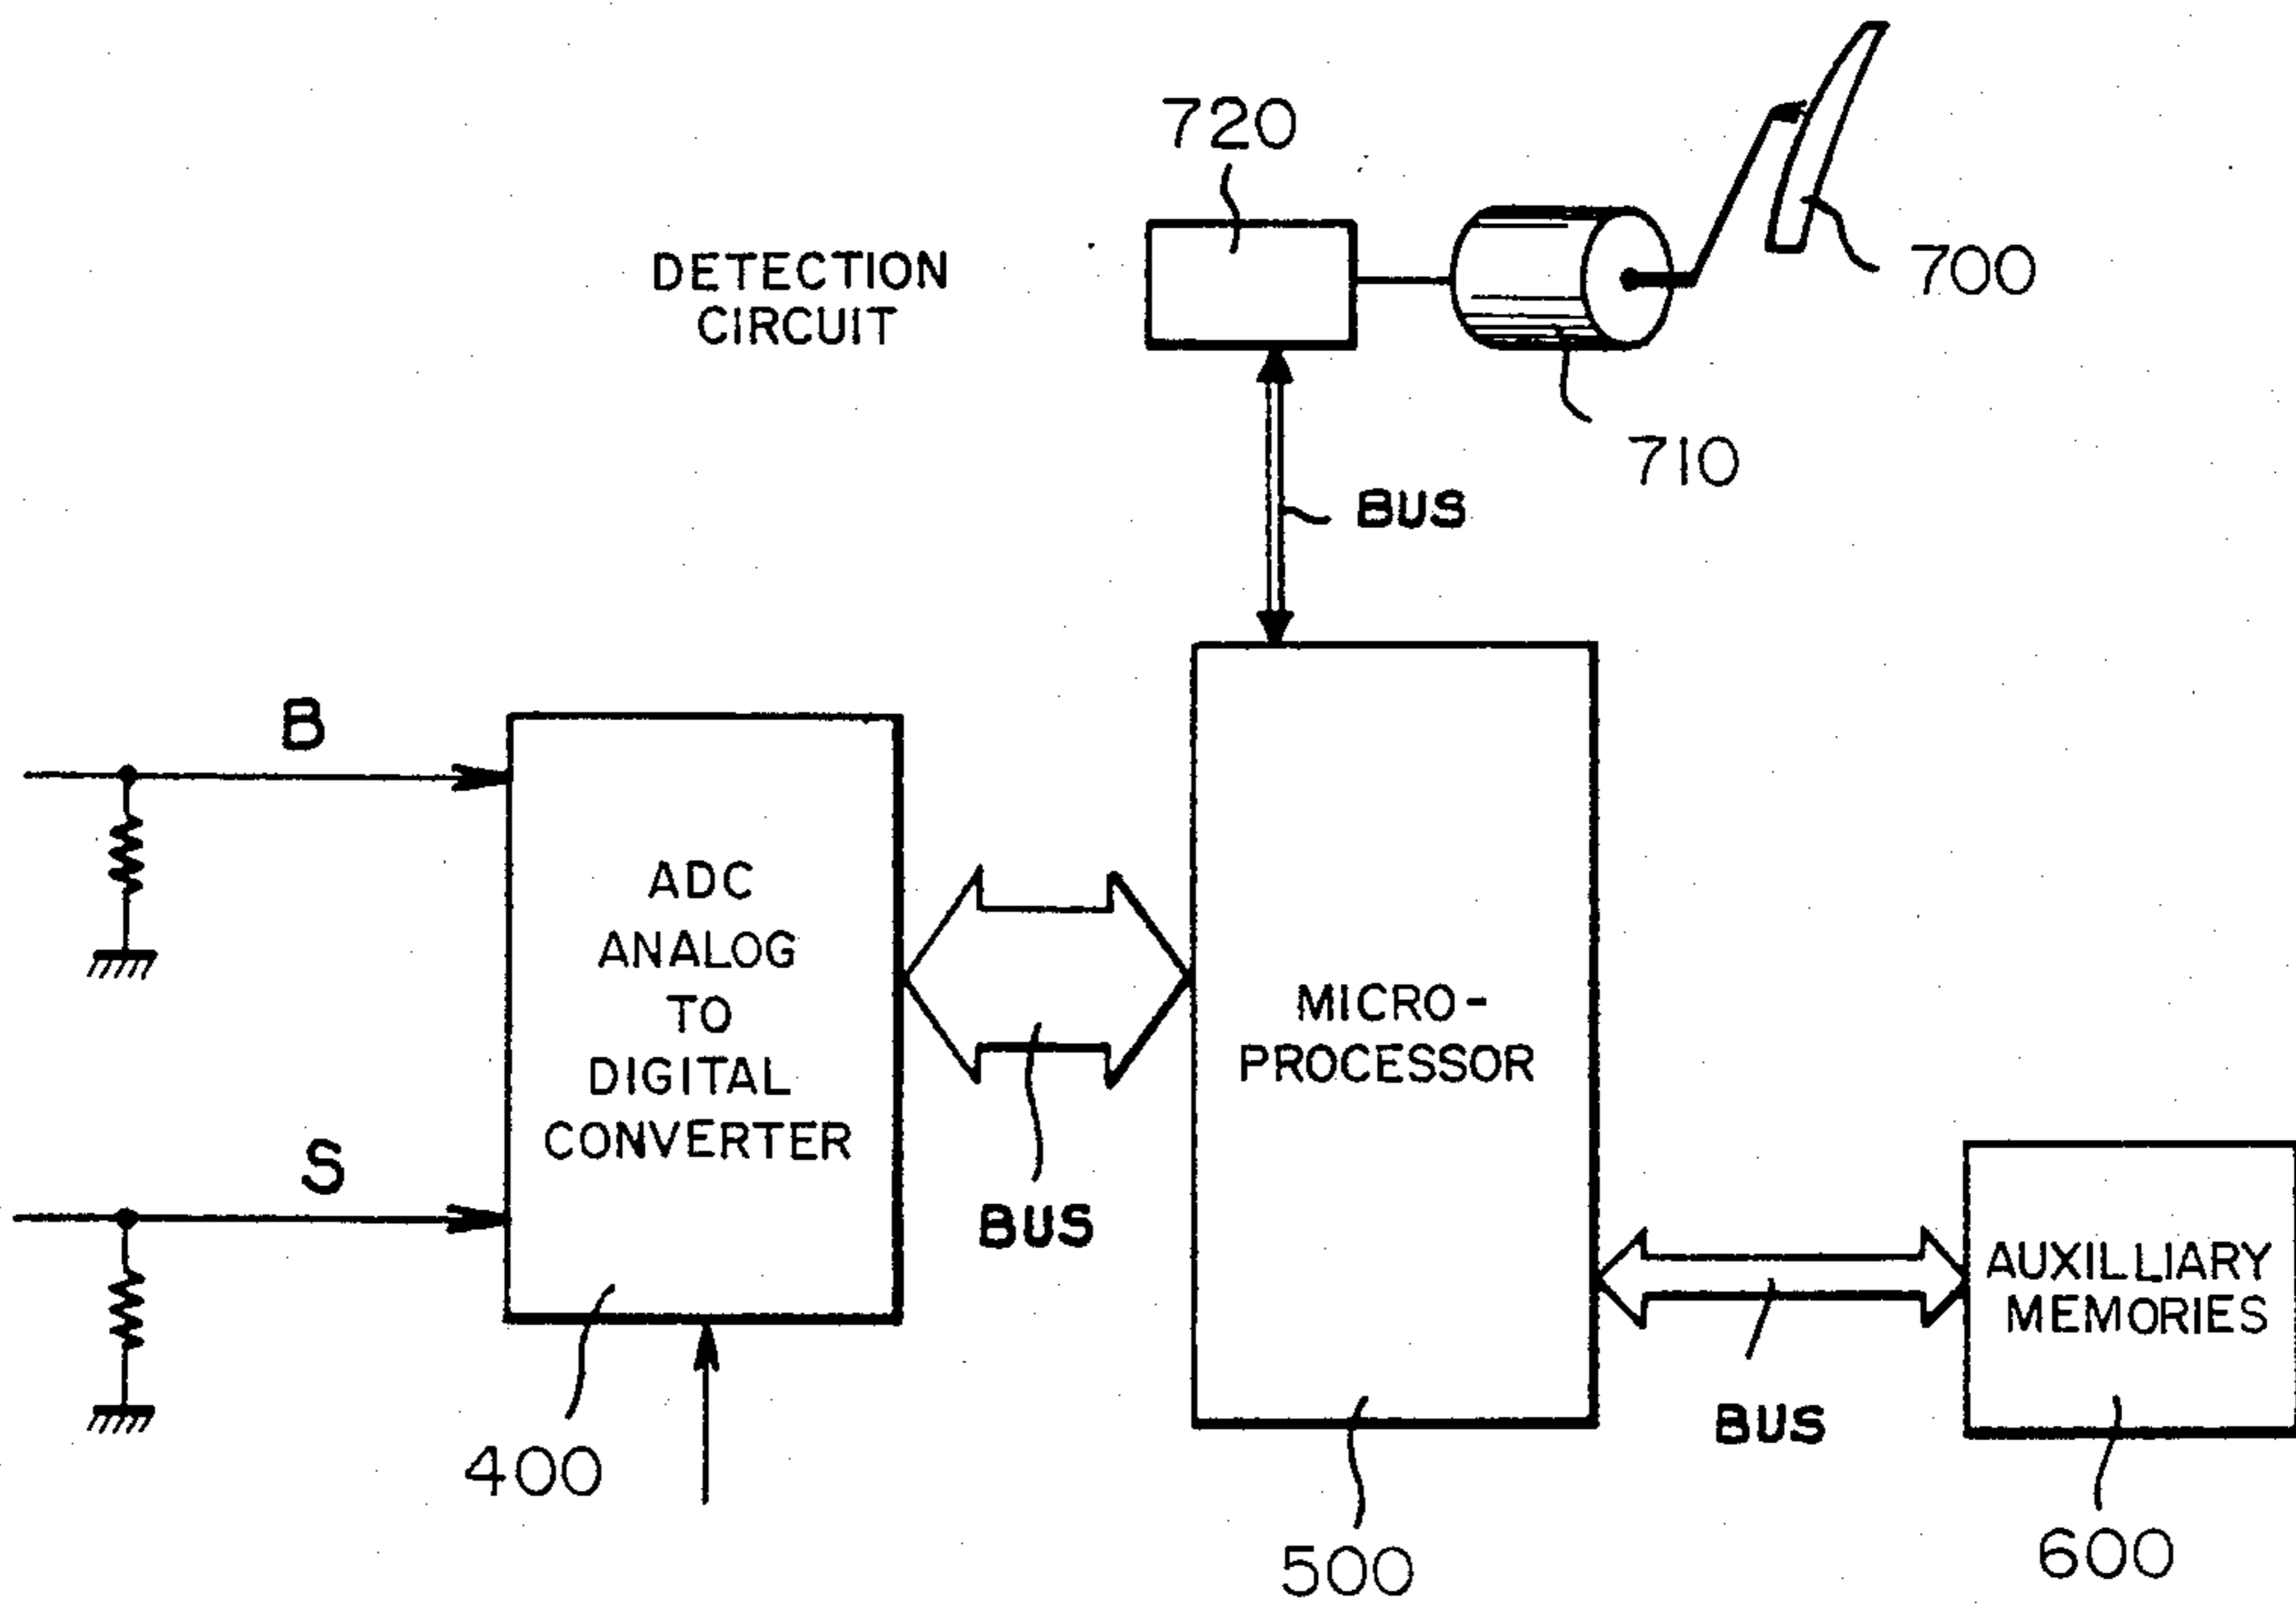 720
DETECTION
CIRCUIT
700
710
BUS
B
ADC
ANALOG
TO
DIGITAL
CONVERTER
MICRO-
PROCESSOR
S
BUS
AUXILLIARY
MEMORIES
BUS
400
500
600